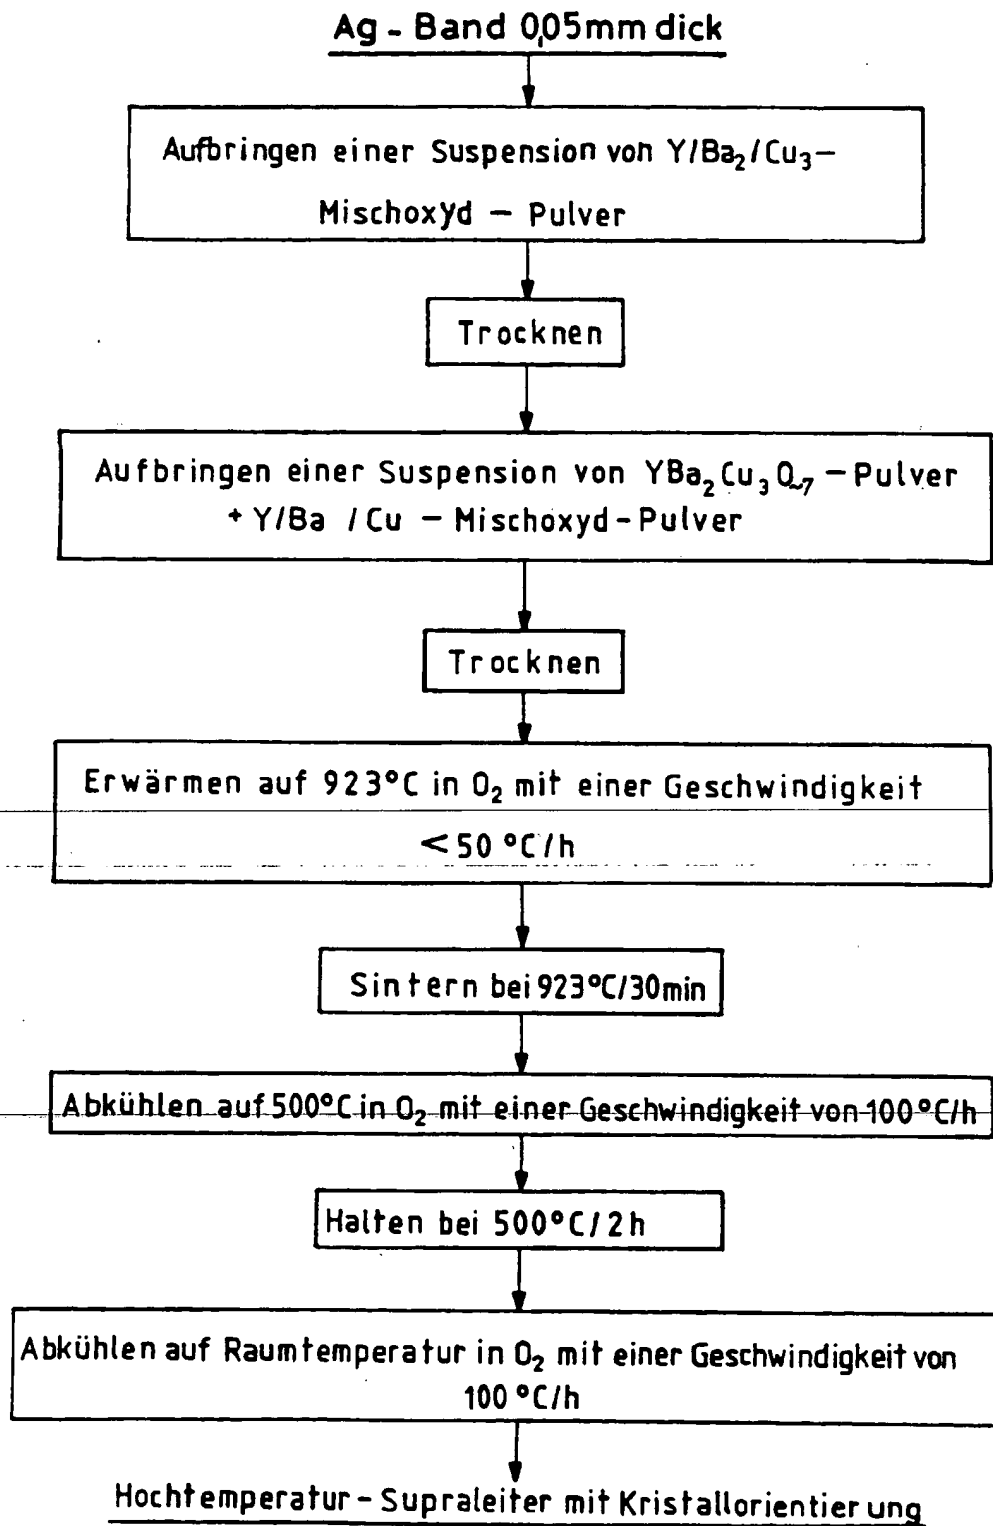 Ag - Band 0,05mm dick
Aufbringen einer Suspension von Y/Ba₂/Cu₃–
Mischoxyd – Pulver
Trocknen
Aufbringen einer Suspension von YBa₂Cu₃O~₇ – Pulver
+ Y/Ba /Cu – Mischoxyd-Pulver
Trocknen
Erwärmen auf 923°C in O₂ mit einer Geschwindigkeit
<50 °C/h
Sintern bei 923°C/30min
Abkühlen auf 500°C in O₂ mit einer Geschwindigkeit von 100°C/h
Halten bei 500°C/2h
Abkühlen auf Raumtemperatur in O₂ mit einer Geschwindigkeit von
100 °C/h
Hochtemperatur-Supraleiter mit Kristallorientierung